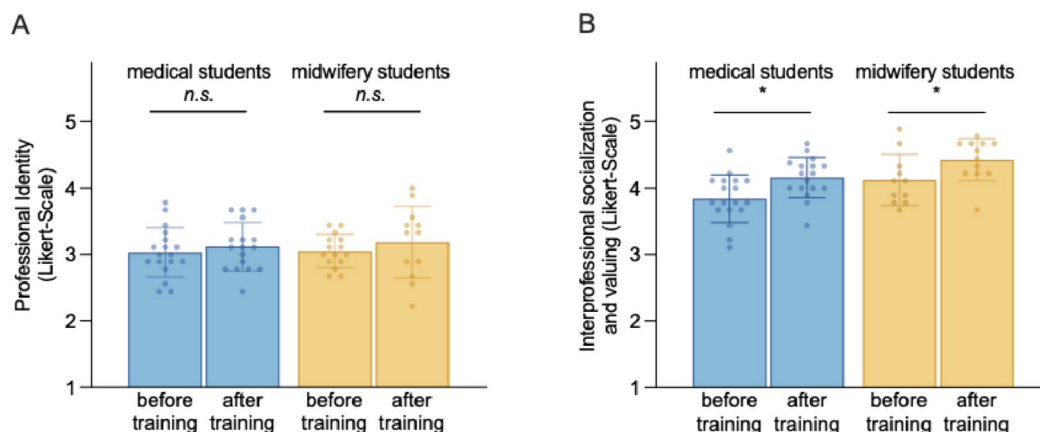 A
Professional Identity
(Likert-Scale)
medical students
n.s.
midwifery students
n.s.
5
4
3
2
1
before
training
after
training
before
training
after
training
B
Interprofessional socialization
and valuing (Likert-Scale)
medical students
*
midwifery students
*
5
4
3
2
1
before
training
after
training
before
training
after
training